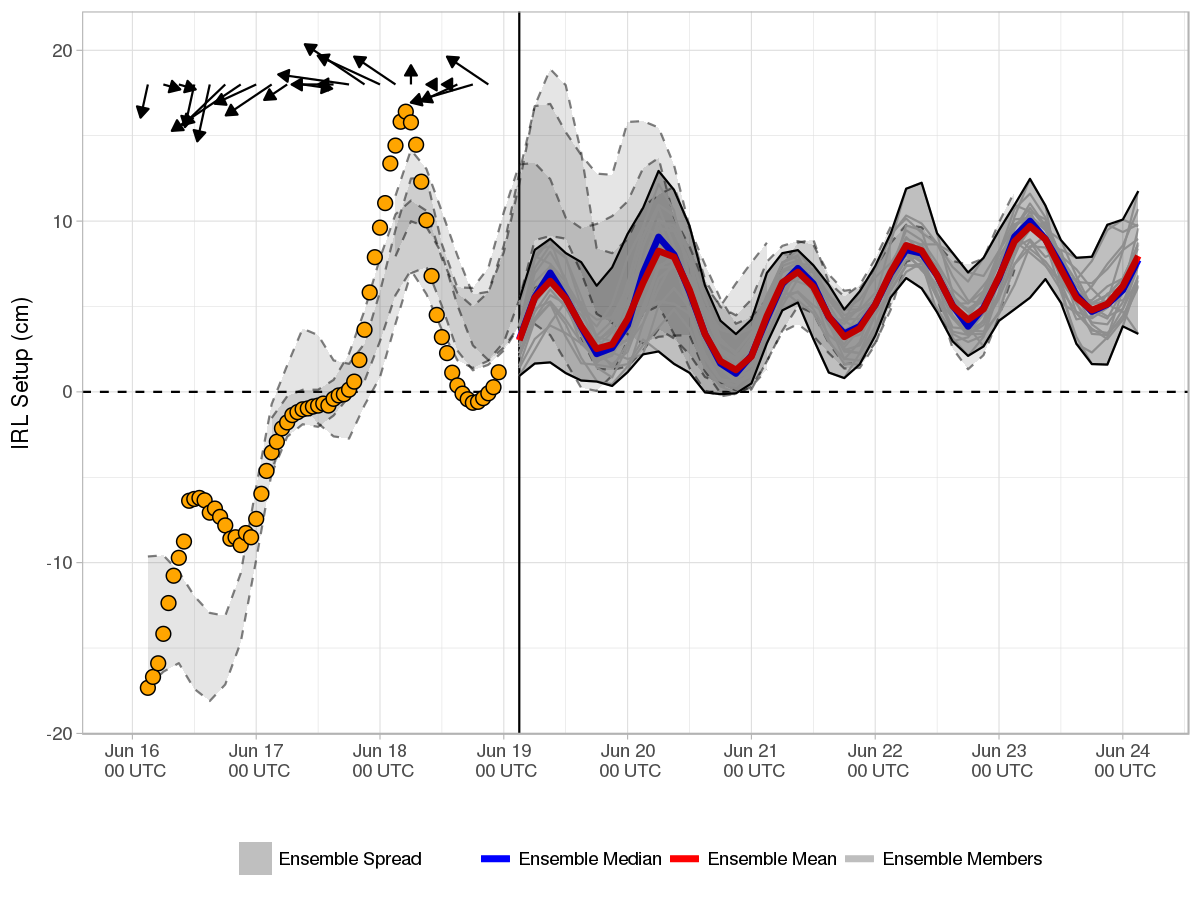 IRL Setup (cm)
20
10
0
-10
-20
Jun 16
00 UTC
Jun 17
00 UTC
Jun 18
00 UTC
Jun 19
00 UTC
Jun 20
00 UTC
Jun 21
00 UTC
Jun 22
00 UTC
Jun 23
00 UTC
Jun 24
00 UTC
Ensemble Spread
Ensemble Median
Ensemble Mean
Ensemble Members